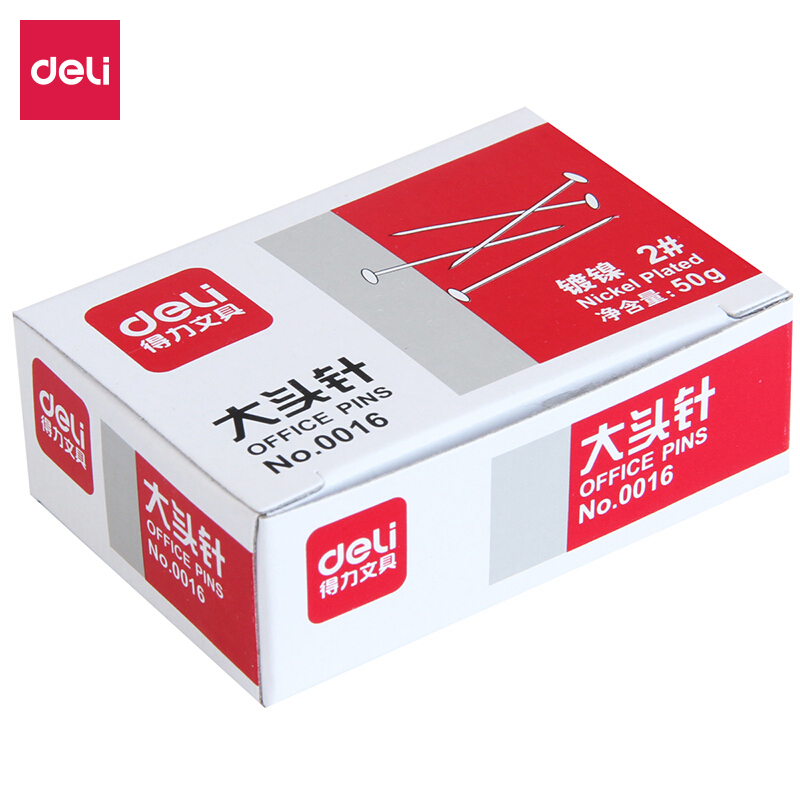 deli
deli
得力文具
大头针
OFFICE PINS
No.0016
镀镍 2#
Nickel Plated
净含量:50g
deli
得力文具
大头针
OFFICE PINS
No.0016
deli
得力文具
大头针
OFFICE PINS
No.0016